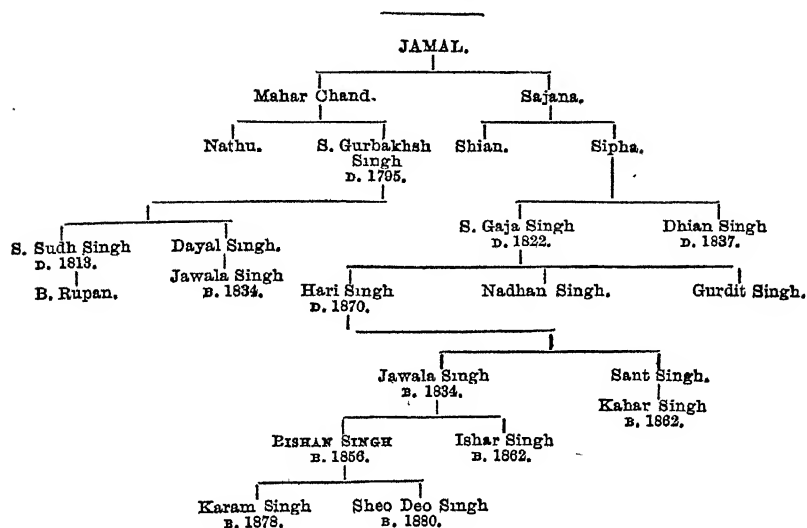 JAMAL.
Mahar Chand. Sajana.
Nathu. S. Gurbakhsh Singh D. 1795. Shian. Sipha.
S. Sudh Singh D. 1813. Dayal Singh. S. Gaja Singh D. 1822. Dhian Singh D. 1837.
B. Rupan. Jawala Singh B. 1834. Hari Singh D. 1870. Nadhan Singh. Gurdit Singh.
Jawala Singh B. 1834. Sant Singh.
Kahar Singh B. 1862.
BISHAN SINGH B. 1856. Ishar Singh B. 1862.
Karam Singh B. 1878. Sheo Deo Singh B. 1880.